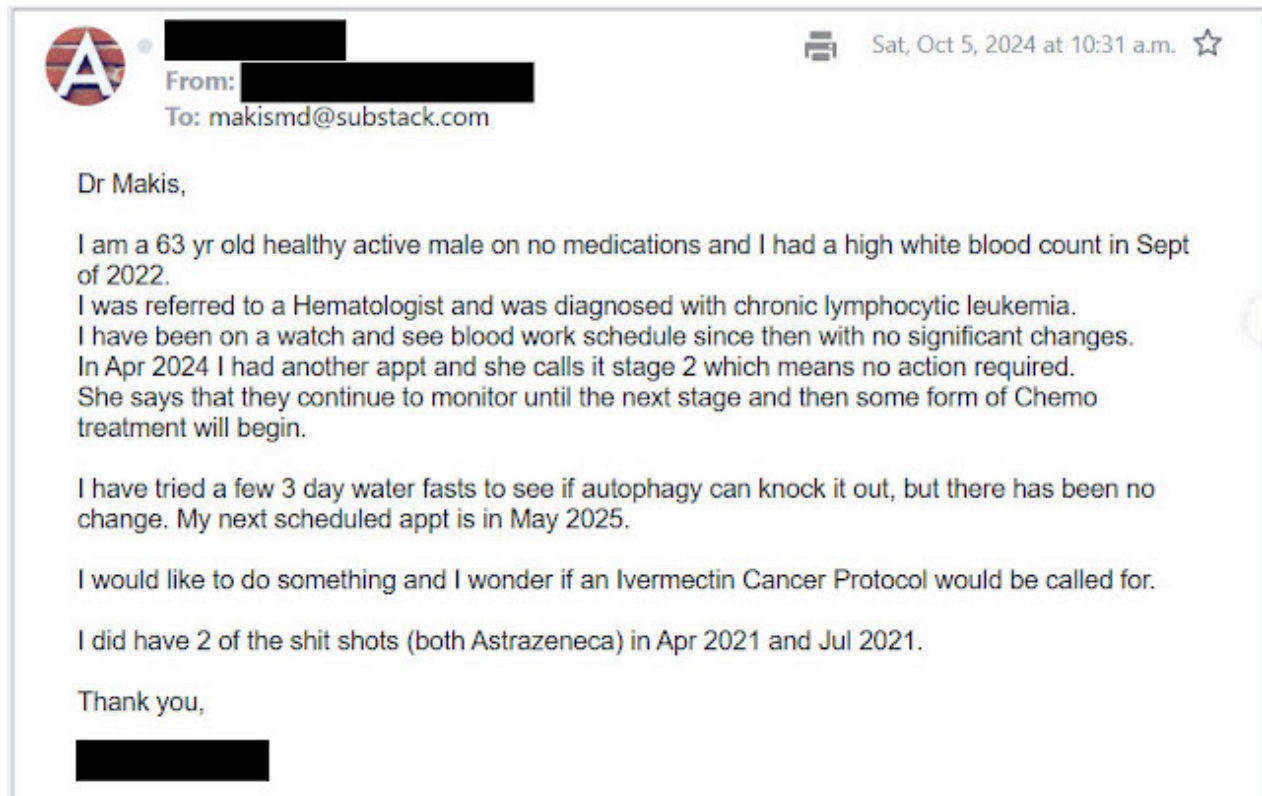 A
Sat, Oct 5, 2024 at 10:31 a.m.
From:
To: makismd@substack.com
Dr Makis,
I am a 63 yr old healthy active male on no medications and I had a high white blood count in Sept
of 2022.
I was referred to a Hematologist and was diagnosed with chronic lymphocytic leukemia.
I have been on a watch and see blood work schedule since then with no significant changes.
In Apr 2024 I had another appt and she calls it stage 2 which means no action required.
She says that they continue to monitor until the next stage and then some form of Chemo
treatment will begin.
I have tried a few 3 day water fasts to see if autophagy can knock it out, but there has been no
change. My next scheduled appt is in May 2025.
I would like to do something and I wonder if an Ivermectin Cancer Protocol would be called for.
I did have 2 of the shit shots (both Astrazeneca) in Apr 2021 and Jul 2021.
Thank you,